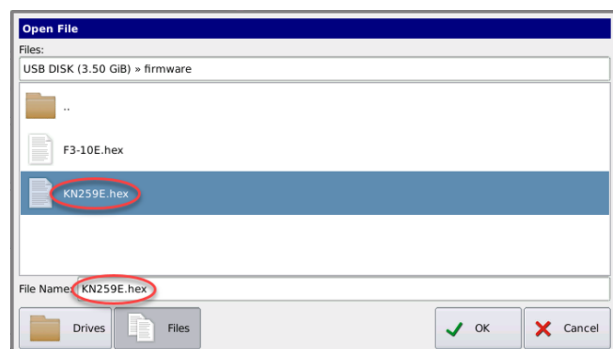 Open File
Files:
USB DISK (3.50 GiB) » firmware
..
F3-10E.hex
KN259E.hex
File Name: KN259E.hex
Drives Files OK Cancel